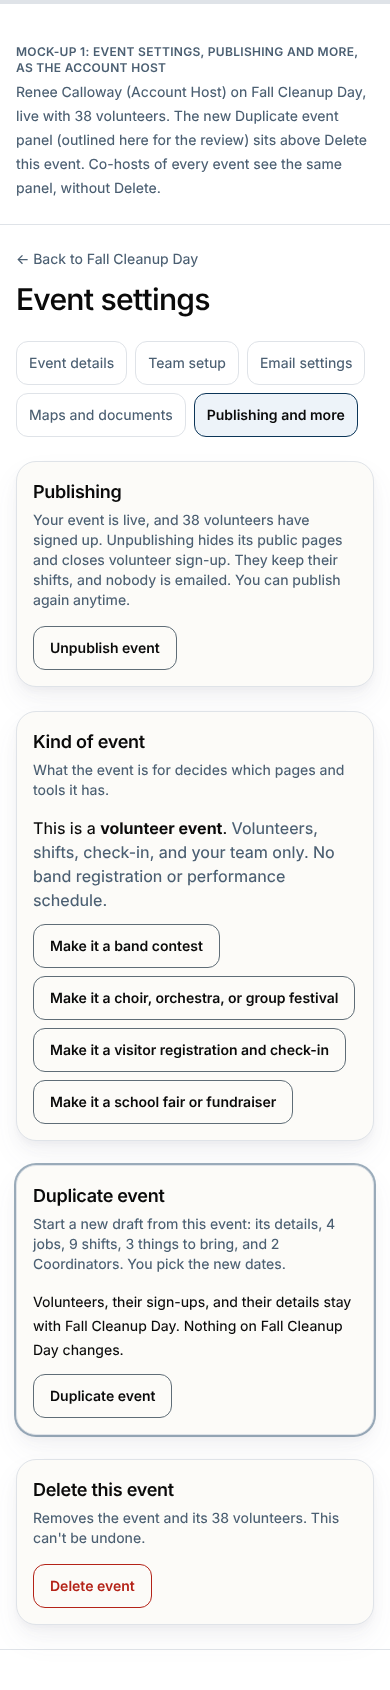 MOCK-UP 1: EVENT SETTINGS, PUBLISHING AND MORE,
AS THE ACCOUNT HOST
Renee Calloway (Account Host) on Fall Cleanup Day,
live with 38 volunteers. The new Duplicate event
panel (outlined here for the review) sits above Delete
this event. Co-hosts of every event see the same
panel, without Delete.
← Back to Fall Cleanup Day
Event settings
Event details
Team setup
Email settings
Maps and documents
Publishing and more
Publishing
Your event is live, and 38 volunteers have
signed up. Unpublishing hides its public pages
and closes volunteer sign-up. They keep their
shifts, and nobody is emailed. You can publish
again anytime.
Unpublish event
Kind of event
What the event is for decides which pages and
tools it has.
This is a volunteer event. Volunteers,
shifts, check-in, and your team only. No
band registration or performance
schedule.
Make it a band contest
Make it a choir, orchestra, or group festival
Make it a visitor registration and check-in
Make it a school fair or fundraiser
Duplicate event
Start a new draft from this event: its details, 4
jobs, 9 shifts, 3 things to bring, and 2
Coordinators. You pick the new dates.
Volunteers, their sign-ups, and their details stay
with Fall Cleanup Day. Nothing on Fall Cleanup
Day changes.
Duplicate event
Delete this event
Removes the event and its 38 volunteers. This
can't be undone.
Delete event